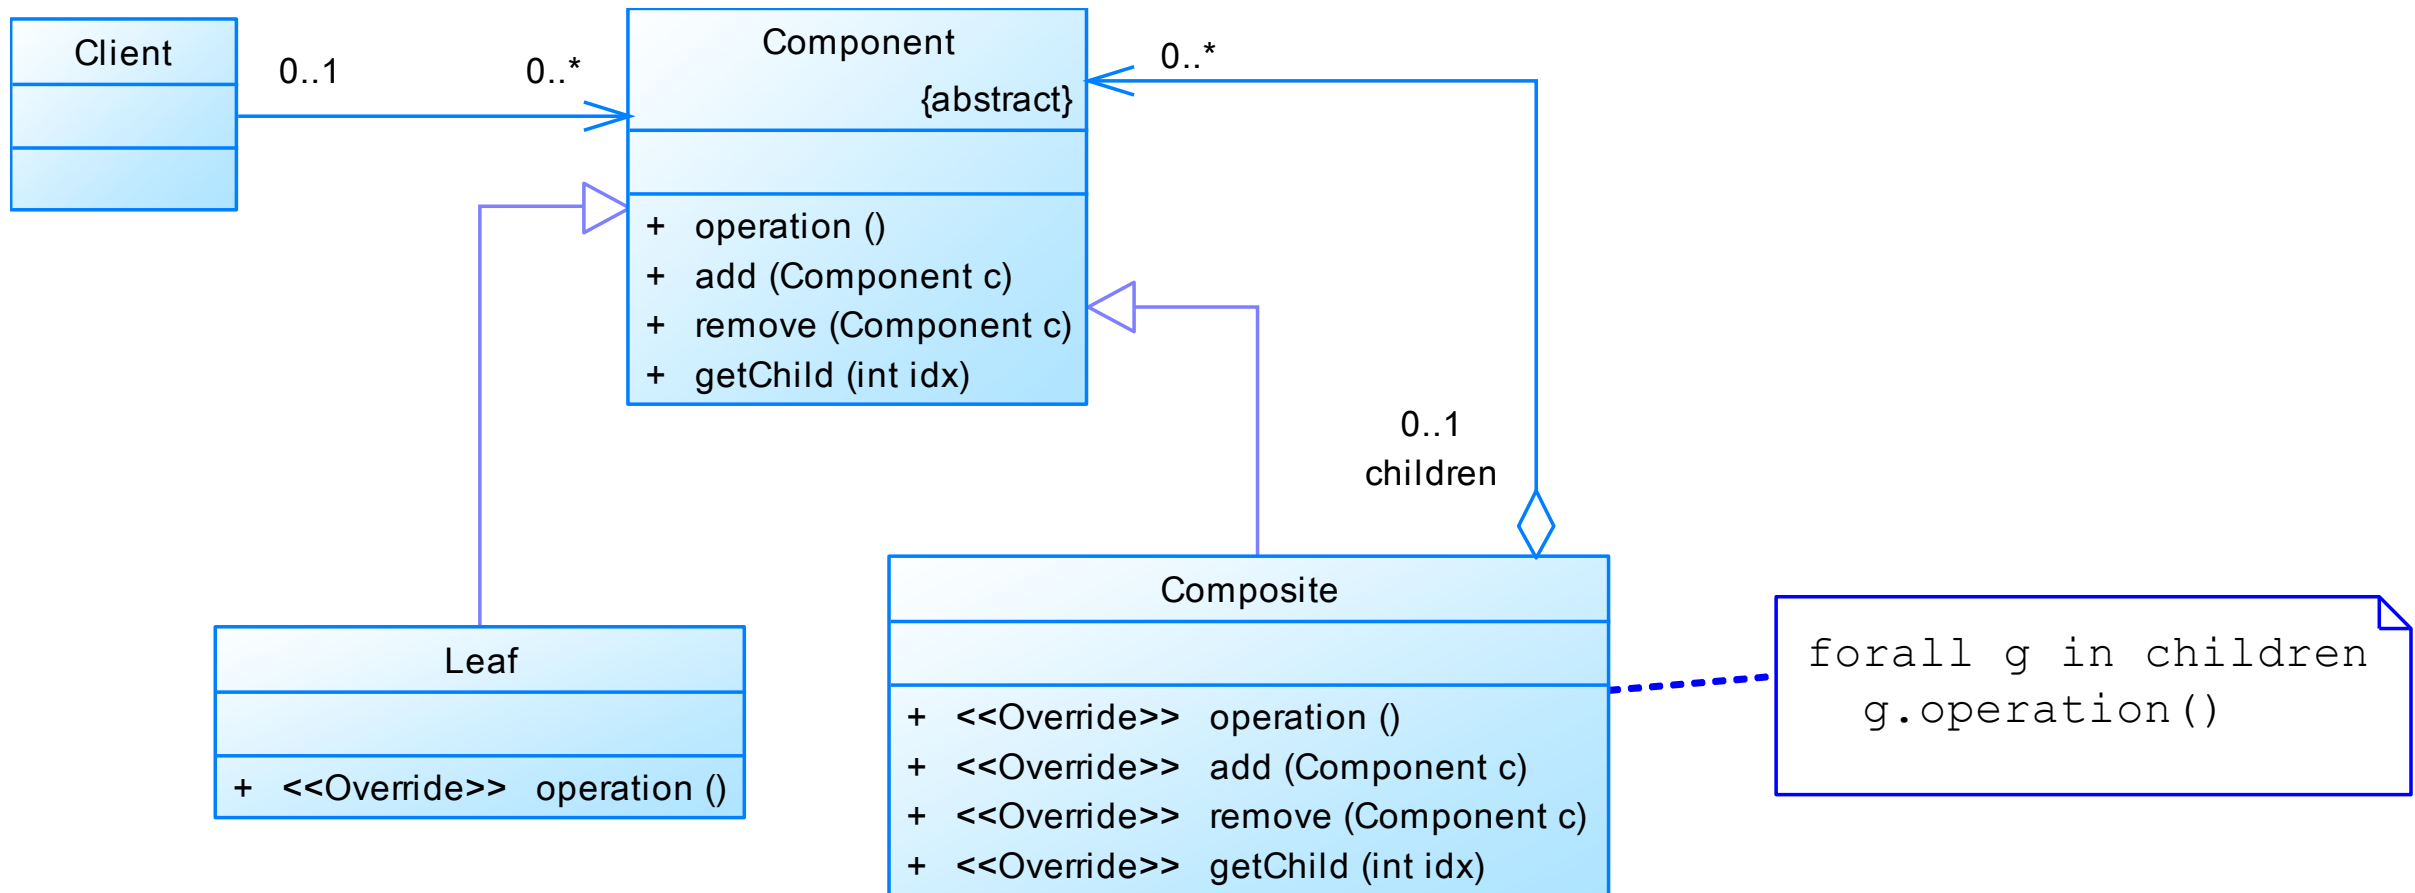 Client
0..1
0..*
Component
{abstract}
+ operation ()
+ add (Component c)
+ remove (Component c)
+ getChild (int idx)
0..*
0..1
children
Leaf
+ <<Override>> operation ()
Composite
+ <<Override>> operation ()
+ <<Override>> add (Component c)
+ <<Override>> remove (Component c)
+ <<Override>> getChild (int idx)
forall g in children
g.operation()